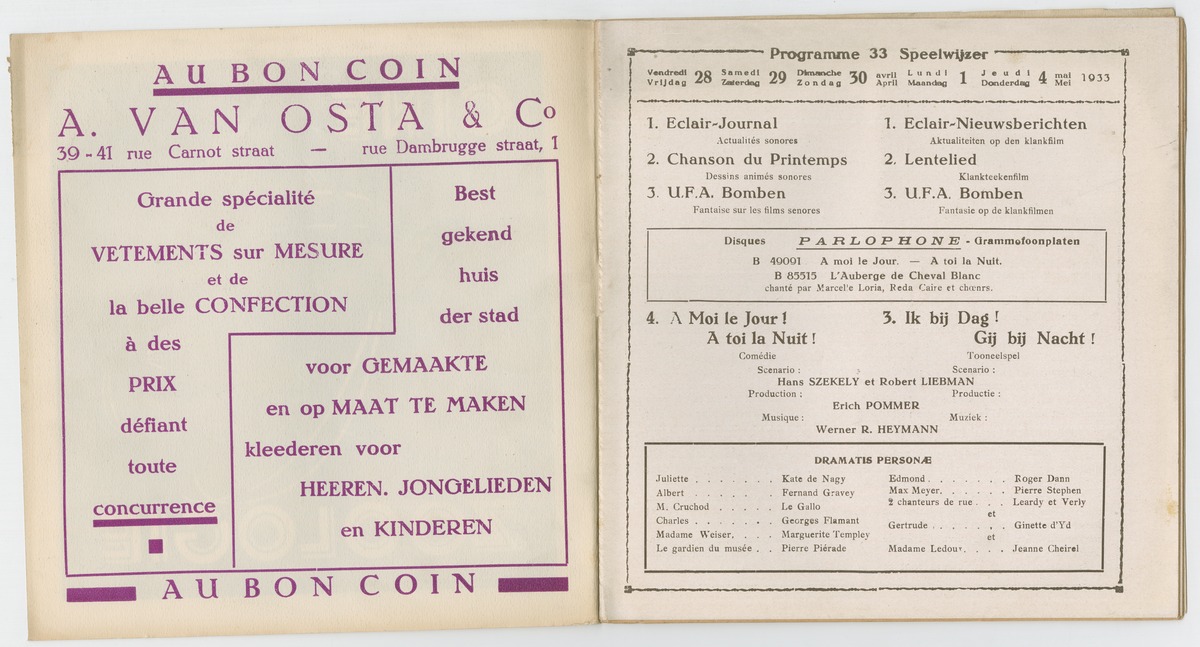 AU BON COIN
A. VAN OSTA & Co
39-41 rue Carnot straat — rue Dambrugge straat, 1
Grande spécialité
de
VETEMENTS sur MESURE
et de
la belle CONFECTION
à des
PRIX
défiant
toute
concurrence
Best
gekend
huis
der stad
voor GEMAAKTE
en op MAAT TE MAKEN
kleederen voor
HEEREN. JONGELIEDEN
en KINDEREN
AU BON COIN
Programme 33 Speelwijzer
Vendredi 28 Samedi 29 Dimanche 30 avril Lundi 1 Jeudi 4 mai 1933
Vrijdag Zaterdag Zondag April Maandag Donderdag Mei
1. Eclair-Journal
Actualités sonores
2. Chanson du Printemps
Dessins animés sonores
3. U.F.A. Bomben
Fantaise sur les films senores
1. Eclair-Nieuwsberichten
Aktualiteiten op den klankfilm
2. Lentelied
Klankteekenfilm
3. U.F.A. Bomben
Fantasie op de klankfilmen
Disques PARLOPHONE - Grammofoonplaten
B 49091 A moi le Jour. — A toi la Nuit.
B 85515 L'Auberge de Cheval Blanc
chanté par Marcel'e Loria, Reda Caire et chœnrs.
4. A Moi le Jour !
A toi la Nuit !
Comédie
3. Ik bij Dag !
Gij bij Nacht !
Tooneelspel
Scenario : Scenario :
Hans SZEKELY et Robert LIEBMAN
Production : Productie :
Erich POMMER
Musique : Muziek :
Werner R. HEYMANN
DRAMATIS PERSONÆ
Juliette . . . . . . . Kate de Nagy
Albert . . . . . . . Fernand Gravey
M. Cruchod . . . . . Le Gallo
Charles . . . . . . . Georges Flamant
Madame Weiser. . . . Marguerite Templey
Le gardien du musée . . Pierre Piérade
Edmond . . . . . . . Roger Dann
Max Meyer. . . . . . Pierre Stephen
2 chanteurs de rue . . . Leardy et Verly
et
Gertrude . . . . . . . Ginette d'Yd
et
Madame Ledoux . . . . Jeanne Cheirel